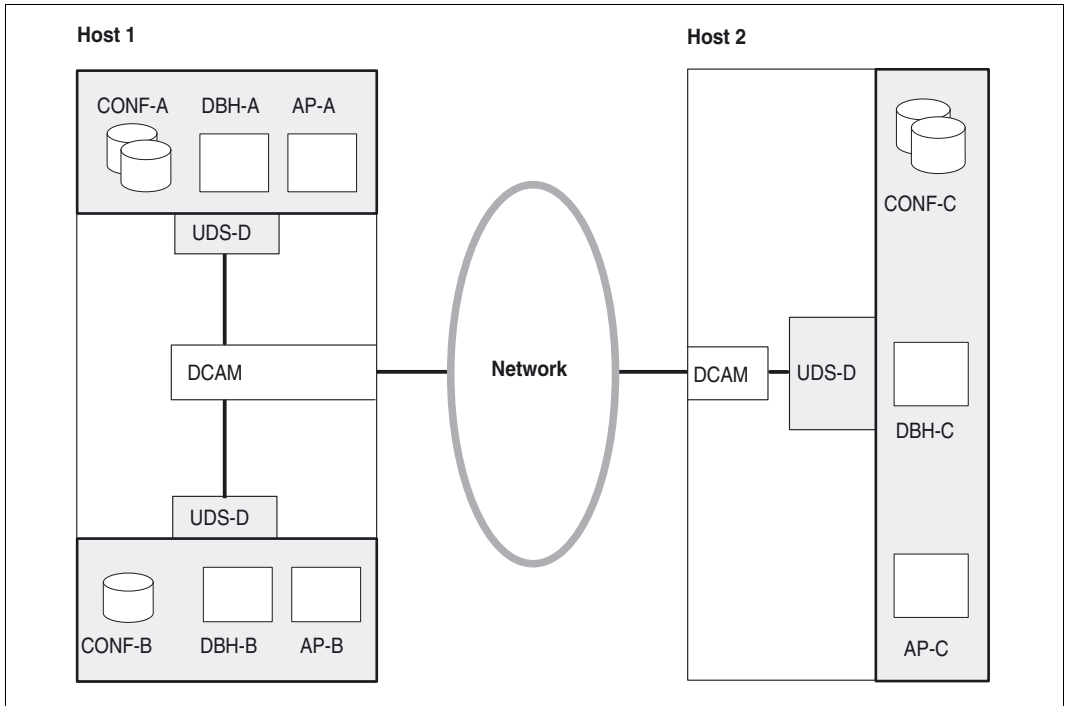 Host 1
Host 2
CONF-A
DBH-A
AP-A
UDS-D
DCAM
UDS-D
CONF-B
DBH-B
AP-B
Network
CONF-C
DCAM
UDS-D
DBH-C
AP-C